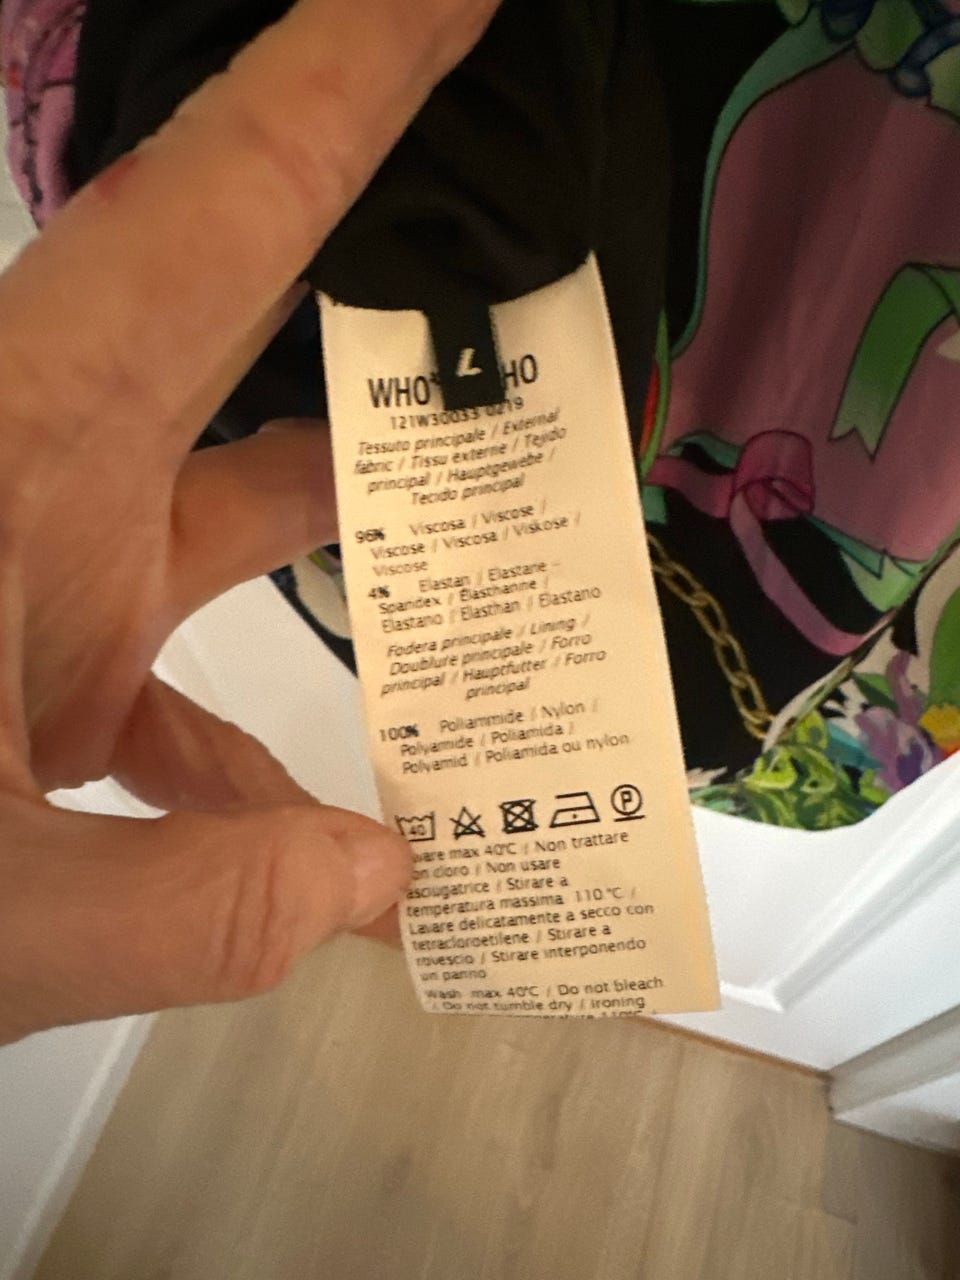 L
WHO* HO
121W30033 0219
Tessuto principale / External
fabric / Tissu externe / Tejido
principal / Hauptgewebe /
Tecido principal
96% Viscosa / Viscose /
Viscose / Viscosa / Viskose /
Viscose
4% Elastan / Elastane -
Spandex / Élasthanne /
Elastano / Elasthan / Elastano
Fodera principale / Lining /
Doublure principale / Forro
principal / Hauptfutter / Forro
principal
100% Poliammide / Nylon /
Polyamide / Poliamida /
Polyamid / Poliamida ou nylon
40 P
max 40°C / Non trattare
cloro / Non usare
asciugatrice / Stirare a
temperatura massima 110 °C /
Lavare delicatamente a secco con
tetracloroetilene / Stirare a
rovescio / Stirare interponendo
un panno
Wash max 40°C / Do not bleach
/ Do not tumble dry / Ironing